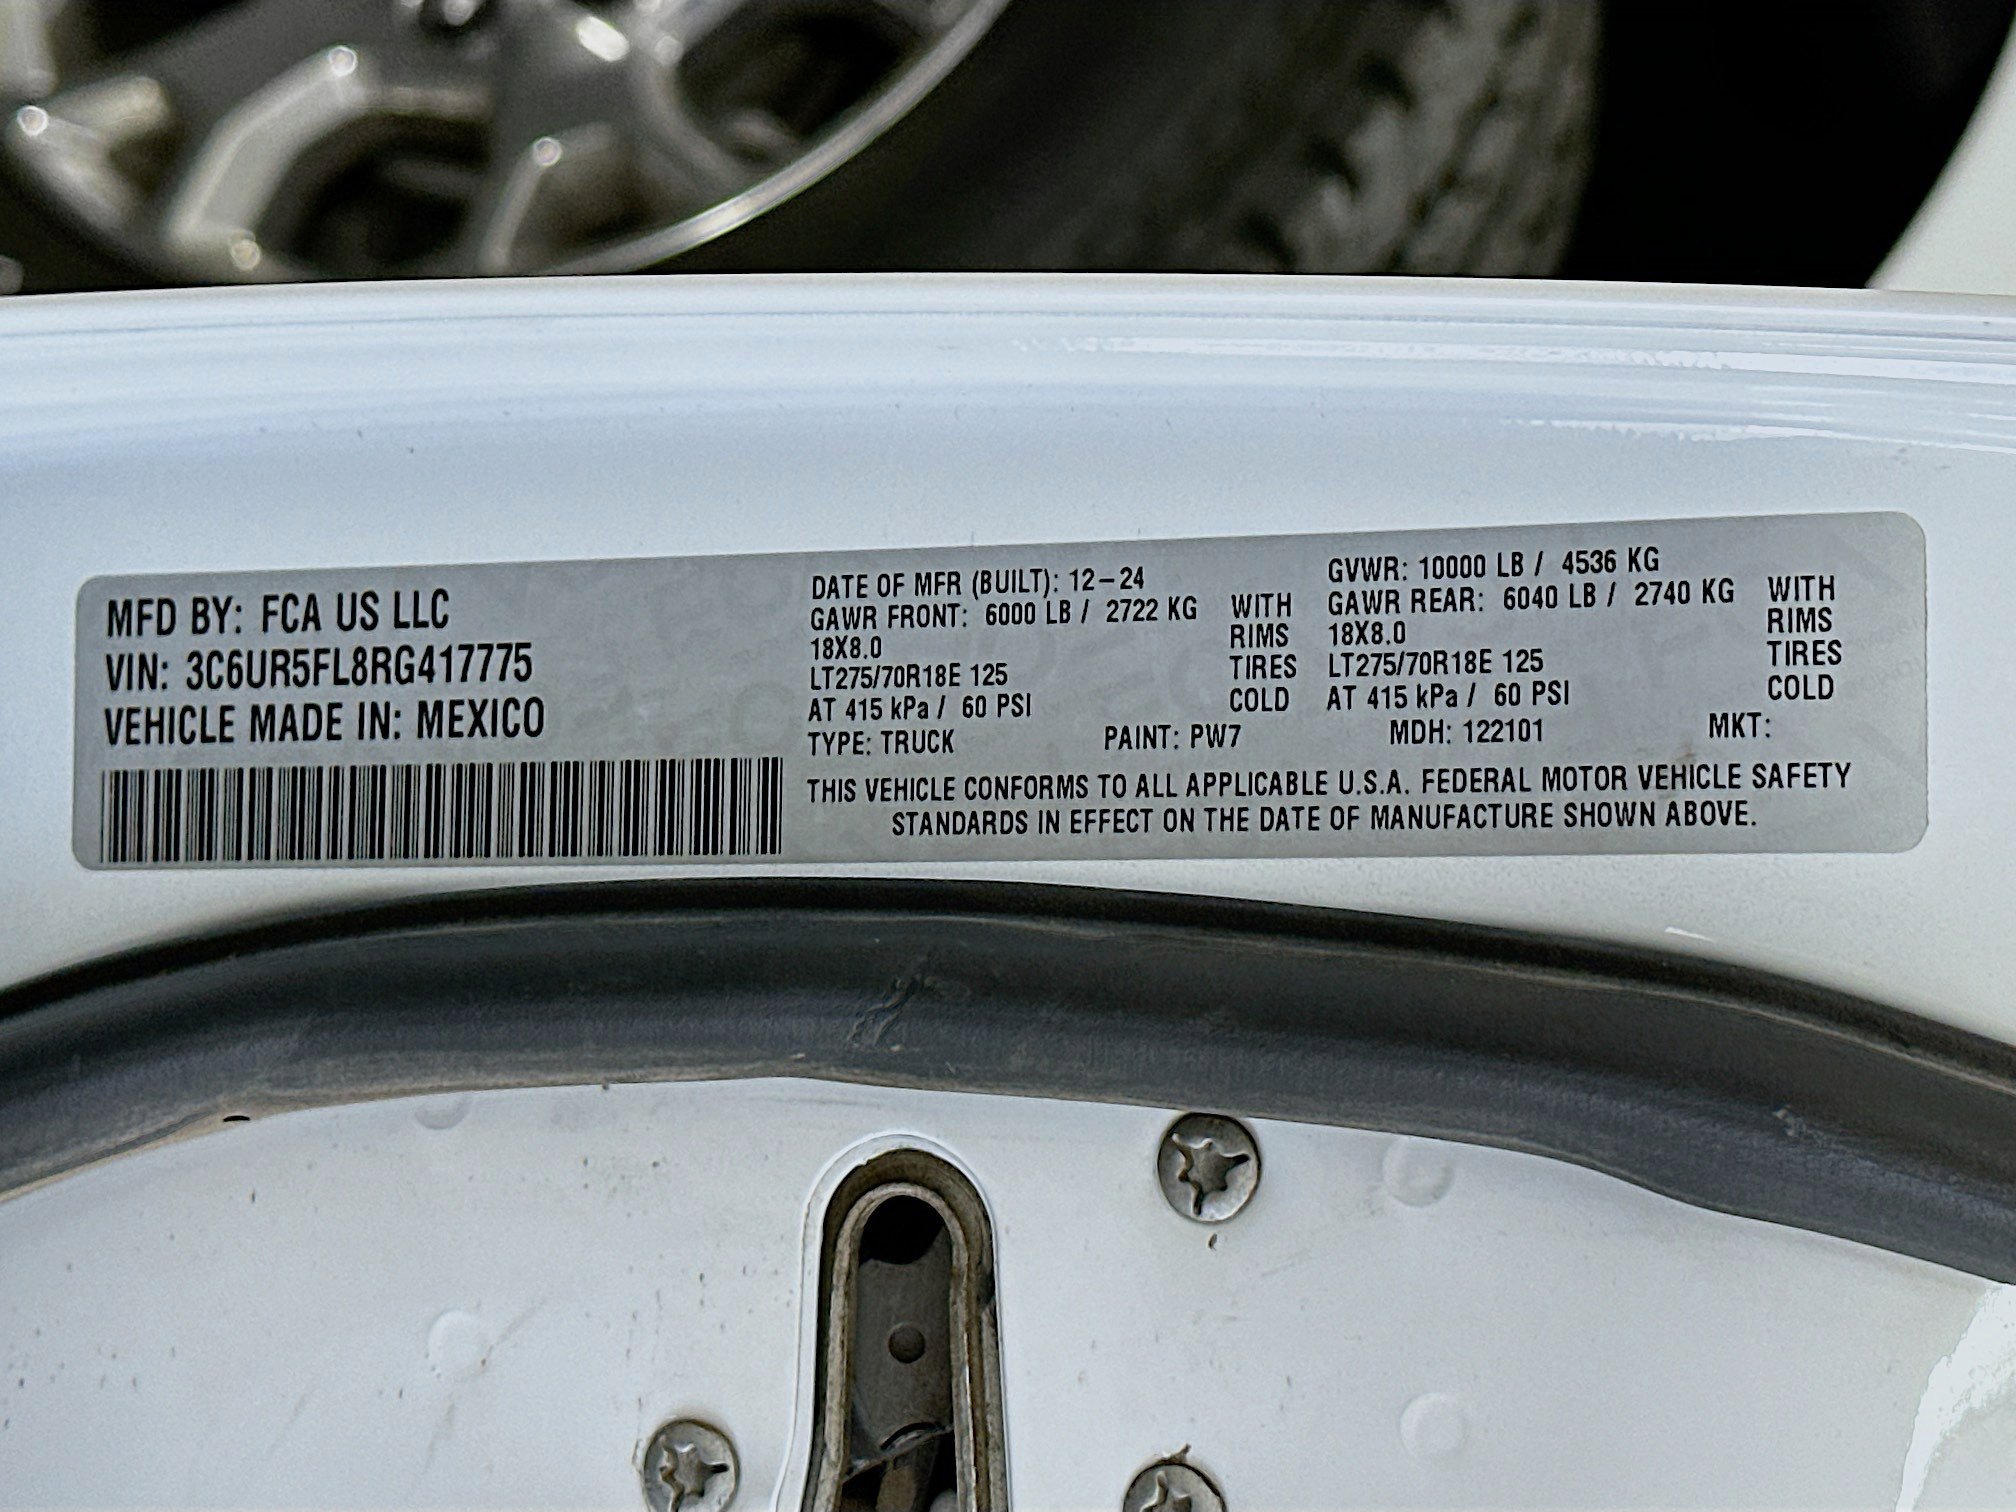 MFD BY: FCA US LLC
VIN: 3C6UR5FL8RG417775
VEHICLE MADE IN: MEXICO
DATE OF MFR (BUILT): 12-24
GAWR FRONT: 6000 LB / 2722 KG WITH
18X8.0 RIMS
LT275/70R18E 125 TIRES
AT 415 kPa / 60 PSI COLD
GVWR: 10000 LB / 4536 KG
GAWR REAR: 6040 LB / 2740 KG WITH
18X8.0 RIMS
LT275/70R18E 125 TIRES
AT 415 kPa / 60 PSI COLD
TYPE: TRUCK PAINT: PW7 MDH: 122101 MKT:
THIS VEHICLE CONFORMS TO ALL APPLICABLE U.S.A. FEDERAL MOTOR VEHICLE SAFETY
STANDARDS IN EFFECT ON THE DATE OF MANUFACTURE SHOWN ABOVE.